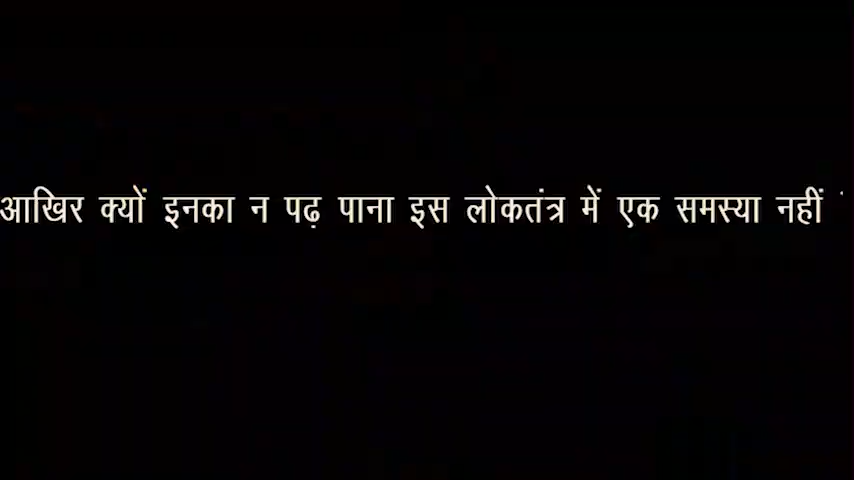 आखिर क्यों इनका न पढ़ पाना इस लोकतंत्र में एक समस्या नहीं